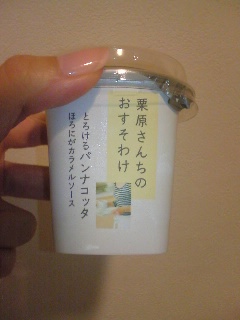 栗原さんちの
おすそわけ
とろけるパンナコッタ
ほろにがカラメルソース